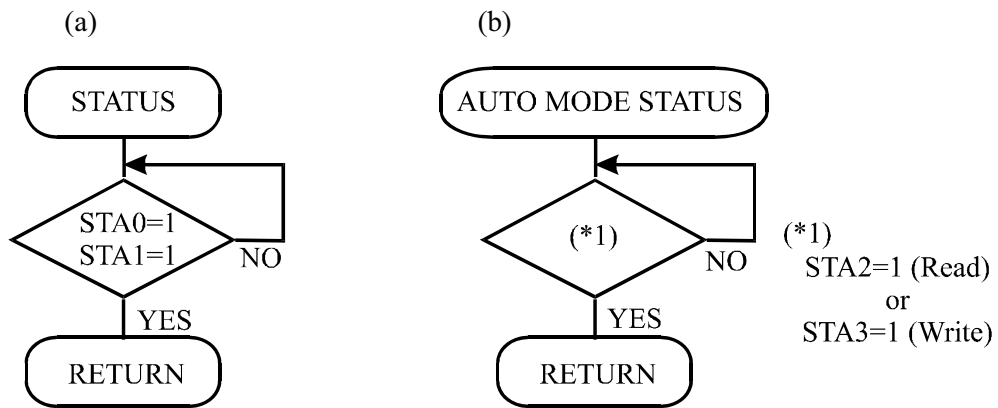 (a)
STATUS
STA0=1
STA1=1
NO
YES
RETURN
(b)
AUTO MODE STATUS
(*1)
NO
YES
RETURN
(*1)
STA2=1 (Read)
or
STA3=1 (Write)